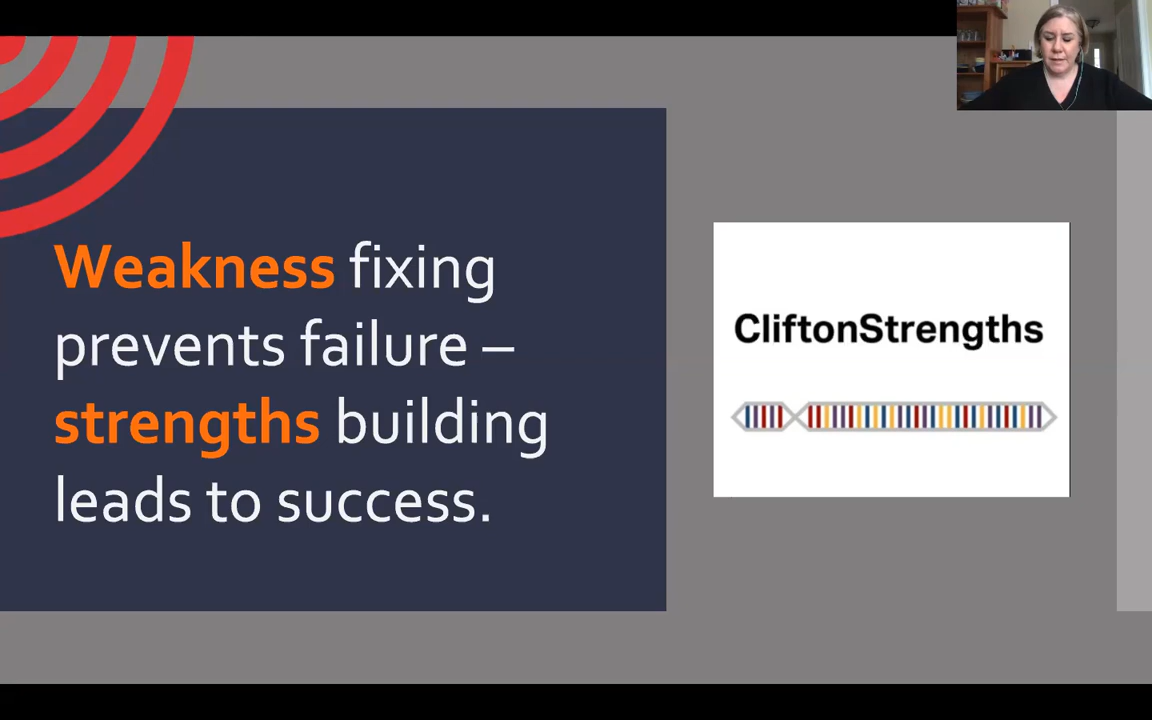 Weakness fixing
prevents failure –
strengths building
leads to success.
CliftonStrengths